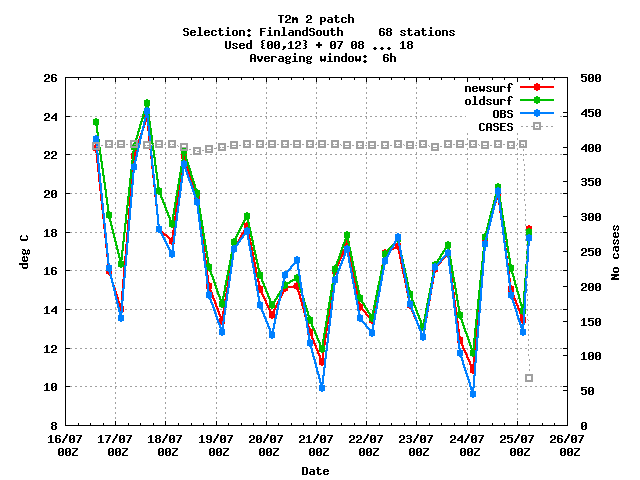 T2m 2 patch
Selection: FinlandSouth 68 stations
Used {00,12} + 07 08 ... 18
Averaging window: 6h
26
24
22
20
18
16
14
12
10
8
deg C
500
450
400
350
300
250
200
150
100
50
0
No cases
newsurf
oldsurf
OBS
CASES
16/07 17/07 18/07 19/07 20/07 21/07 22/07 23/07 24/07 25/07 26/07
00Z 00Z 00Z 00Z 00Z 00Z 00Z 00Z 00Z 00Z 00Z
Date